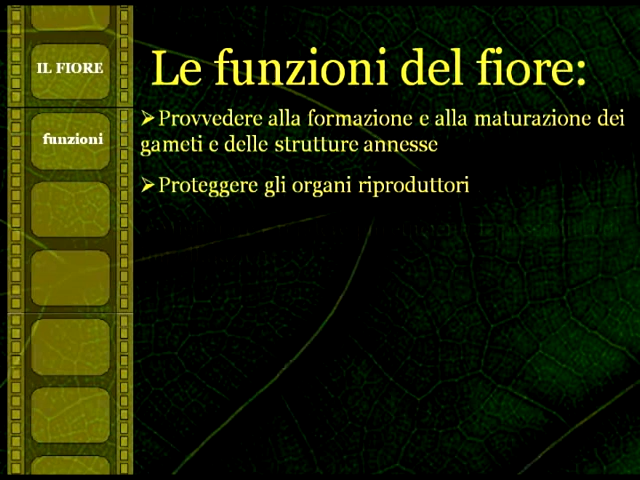 IL FIORE
funzioni
Le funzioni del fiore:
➢Provvedere alla formazione e alla maturazione dei
gameti e delle strutture annesse
➢Proteggere gli organi riproduttori